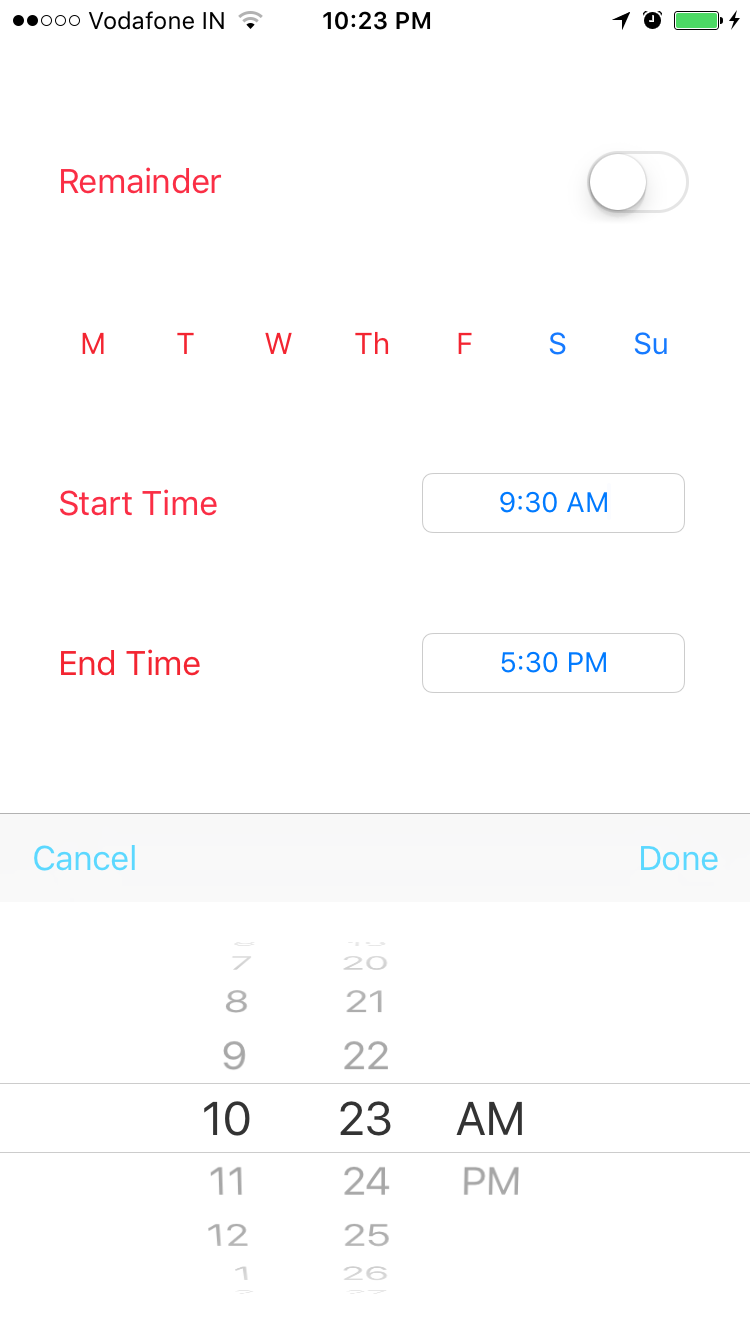 Vodafone IN 10:23 PM
Remainder
M T W Th F S Su
Start Time 9:30 AM
End Time 5:30 PM
Cancel Done
7 20
8 21
9 22
10 23 AM
11 24 PM
12 25
1 26